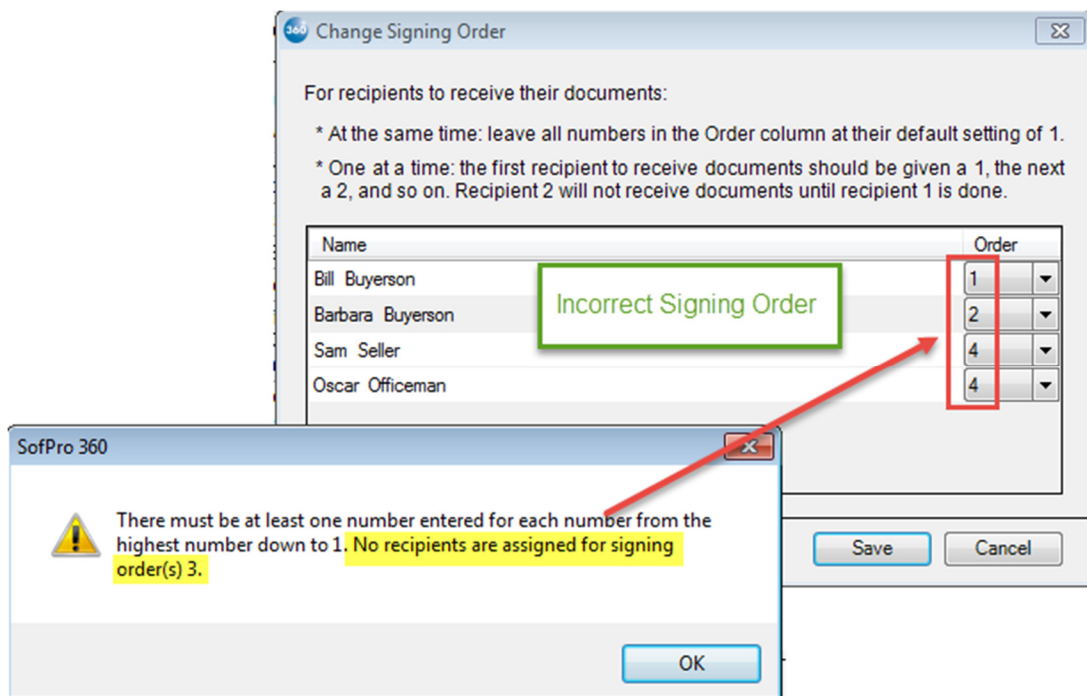 360 Change Signing Order
For recipients to receive their documents:
* At the same time: leave all numbers in the Order column at their default setting of 1.
* One at a time: the first recipient to receive documents should be given a 1, the next
a 2, and so on. Recipient 2 will not receive documents until recipient 1 is done.
Name Order
Bill Buyerson 1
Barbara Buyerson 2
Sam Seller 4
Oscar Officeman 4
Incorrect Signing Order
SofPro 360
There must be at least one number entered for each number from the
highest number down to 1. No recipients are assigned for signing
order(s) 3.
Save Cancel
OK